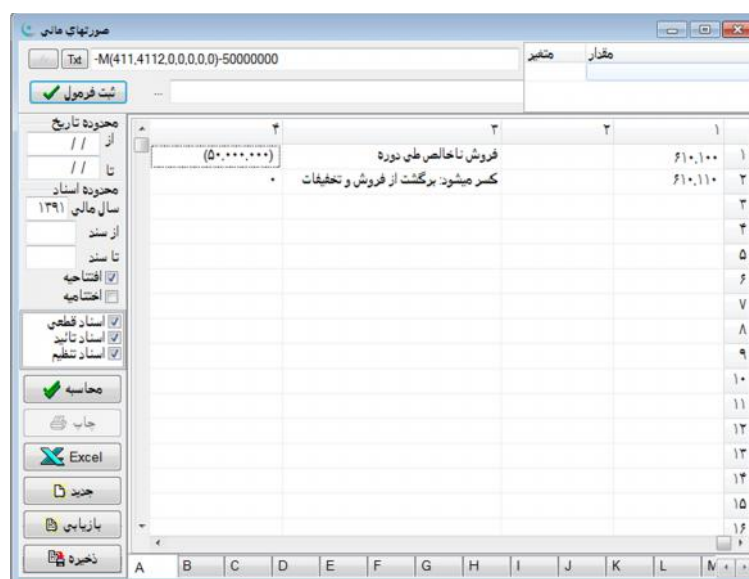 صورتهای مالی
Txt -M(411,4112,0,0,0,0,0)-50000000
متغیر مقدار
ثبت فرمول
...
محدوده تاریخ
از / /
تا / /
محدوده اسناد
سال مالی ۱۳۹۱
از سند
تا سند
افتتاحیه
اختتامیه
اسناد قطعی
اسناد تائید
اسناد تنظیم
محاسبه
چاپ
Excel
جدید
بازیابی
ذخیره
۱ ۲ ۳ ۴
۱ ۶۱۰,۱۰۰ فروش ناخالص طی دوره (۵۰,۰۰۰,۰۰۰)
۲ ۶۱۰,۱۱۰ کسر میشود: برگشت از فروش و تخفیفات ۰
۳
۴
۵
۶
۷
۸
۹
۱۰
۱۱
۱۲
۱۳
۱۴
۱۵
۱۶
A B C D E F G H I J K L M